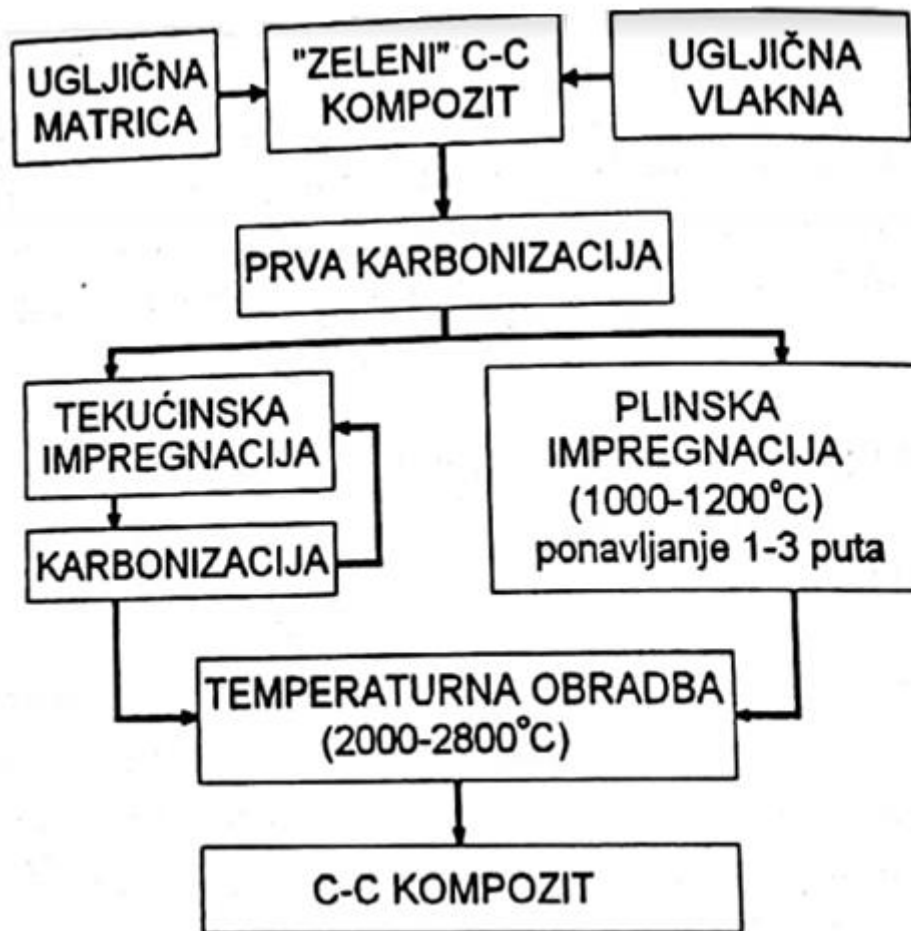 UGLJIČNA
MATRICA
"ZELENI" C-C
KOMPOZIT
UGLJIČNA
VLAKNA
PRVA KARBONIZACIJA
TEKUĆINSKA
IMPREGNACIJA
KARBONIZACIJA
PLINSKA
IMPREGNACIJA
(1000-1200°C)
ponavljanje 1-3 puta
TEMPERATURNA OBRADBA
(2000-2800°C)
C-C KOMPOZIT